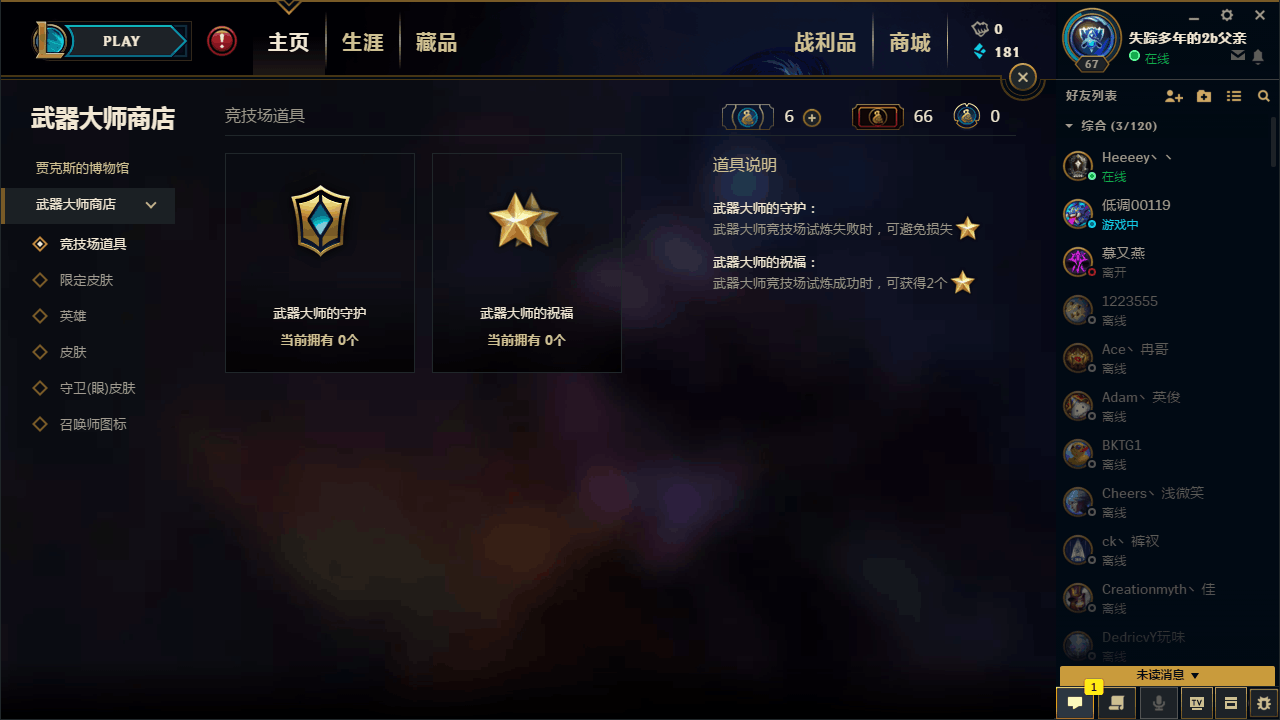 PLAY
主页
生涯
藏品
战利品
商城
0
181
67
失踪多年的2b父亲
在线
武器大师商店
贾克斯的博物馆
武器大师商店
竞技场道具
限定皮肤
英雄
皮肤
守卫(眼)皮肤
召唤师图标
竞技场道具
6
66
0
武器大师的守护
当前拥有 0个
武器大师的祝福
当前拥有 0个
道具说明
武器大师的守护：
武器大师竞技场试炼失败时，可避免损失
武器大师的祝福：
武器大师竞技场试炼成功时，可获得2个
好友列表
综合 (3/120)
Heeeey丶丶
在线
低调00119
游戏中
慕又燕
离开
1223555
离线
Ace丶冉哥
离线
Adam丶英俊
离线
BKTG1
离线
Cheers丶浅微笑
离线
ck丶裤衩
离线
Creationmyth丶佳
离线
DedricvY玩味
离线
未读消息
1
TV